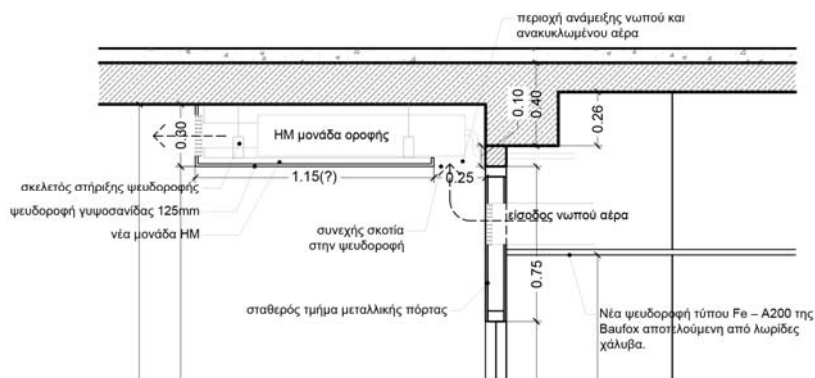 περιοχή ανάμειξης νωπού και
ανακυκλωμένου αέρα
0.10
0.40
0.26
0.30
ΗΜ μονάδα οροφής
1.15(?)
0.25
σκελετός στήριξης ψευδοροφής
ψευδοροφή γυψοσανίδας 125mm
νέα μονάδα ΗΜ
συνεχής σκοτία
στην ψευδοροφή
είσοδος νωπού αέρα
0.75
σταθερός τμήμα μεταλλικής πόρτας
Νέα ψευδοροφή τύπου Fe – A200 της
Baufox αποτελούμενη από λωρίδες
χάλυβα.